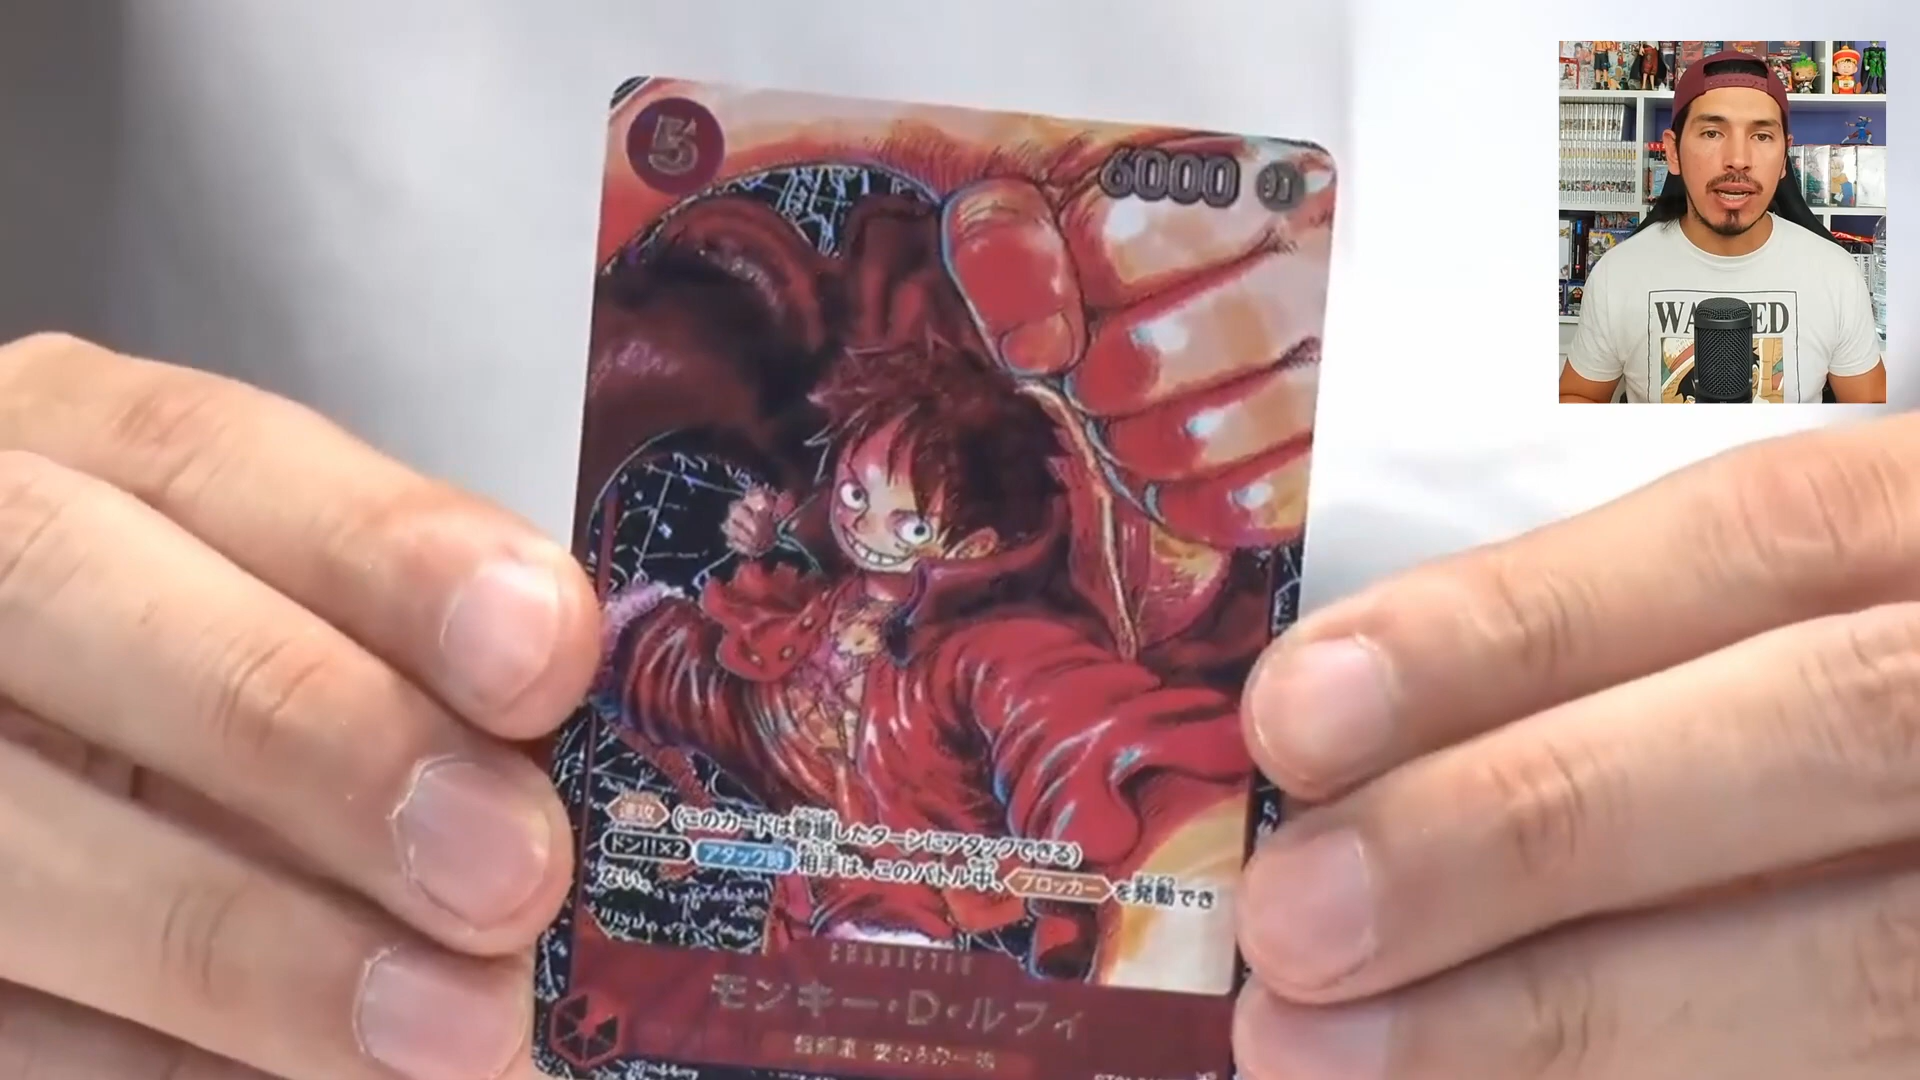 5
6000
WANTED
速攻 (このカードは登場したターンにアタックできる)
ドン!!×2 アタック時 相手は、このバトル中、ブロッカー を発動でき
ない。
CHARACTER
モンキー・D・ルフィ